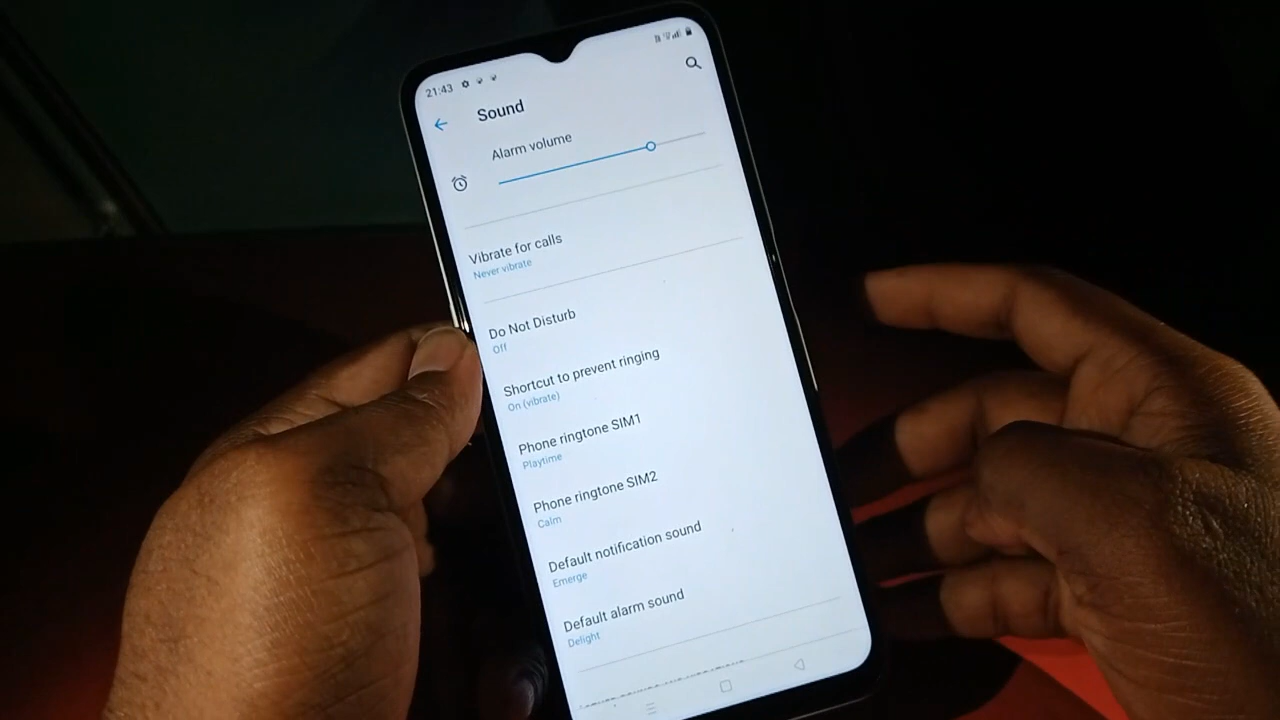 21:43
Sound
Alarm volume
Vibrate for calls
Never vibrate
Do Not Disturb
Off
Shortcut to prevent ringing
On (vibrate)
Phone ringtone SIM1
Playtime
Phone ringtone SIM2
Calm
Default notification sound
Emerge
Default alarm sound
Delight